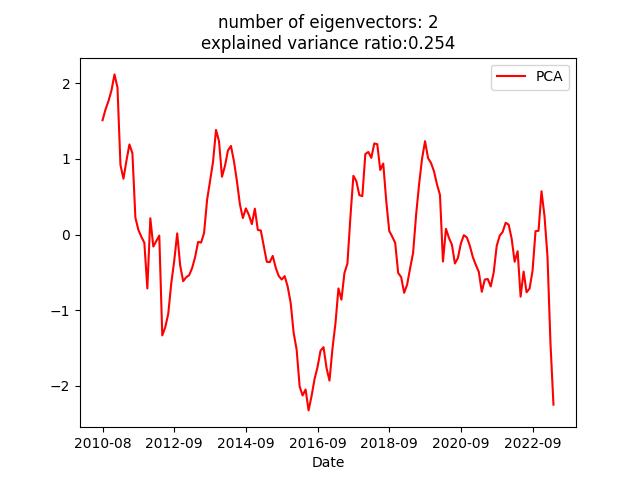 number of eigenvectors: 2
explained variance ratio:0.254
PCA
2
1
0
−1
−2
2010-08 2012-09 2014-09 2016-09 2018-09 2020-09 2022-09
Date